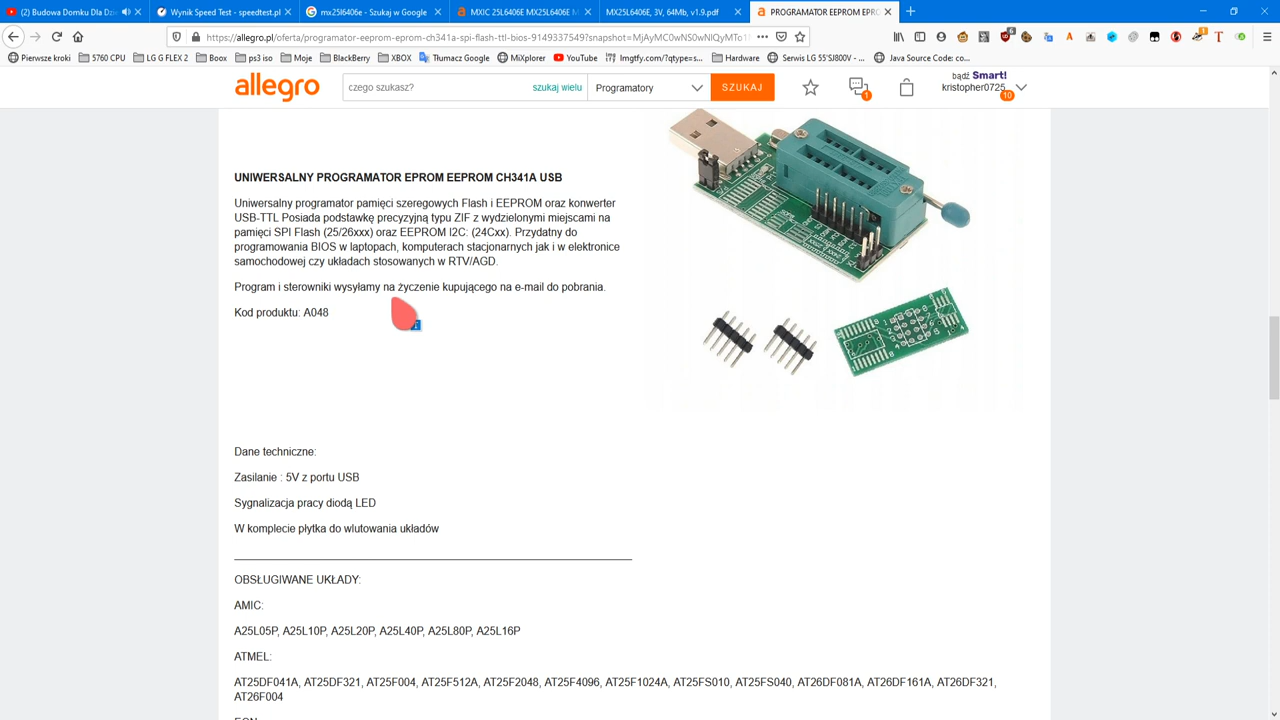 (2) Budowa Domku Dla Dzi
Wynik Speed Test - speedtest.pl
mx25l6406e - Szukaj w Google
MXIC 25L6406E MX25L6406E M
MX25L6406E, 3V, 64Mb, v1.9.pdf
PROGRAMATOR EEPROM EPRO
https://allegro.pl/oferta/programator-eeprom-eprom-ch341a-spi-flash-ttl-bios-9149337549?snapshot=MjAyMC0wNS0wNlQyMTo1
Pierwsze kroki
5760 CPU
LG G FLEX 2
Boox
ps3 iso
Moje
BlackBerry
XBOX
Tłumacz Google
MiXplorer
YouTube
Imgtfy.com/?qtype=s...
Hardware
Serwis LG 55'SJ800V – ...
Java Source Code: co...
allegro
czego szukasz?
szukaj wielu
Programatory
SZUKAJ
1
bądź Smart!
kristopher0725
10
UNIWERSALNY PROGRAMATOR EPROM EEPROM CH341A USB
Uniwersalny programator pamięci szeregowych Flash i EEPROM oraz konwerter
USB-TTL Posiada podstawkę precyzyjną typu ZIF z wydzielonymi miejscami na
pamięci SPI Flash (25/26xxx) oraz EEPROM I2C: (24Cxx). Przydatny do
programowania BIOS w laptopach, komputerach stacjonarnych jak i w elektronice
samochodowej czy układach stosowanych w RTV/AGD.
Program i sterowniki wysyłamy na życzenie kupującego na e-mail do pobrania.
Kod produktu: A048
Dane techniczne:
Zasilanie : 5V z portu USB
Sygnalizacja pracy diodą LED
W komplecie płytka do wlutowania układów
OBSŁUGIWANE UKŁADY:
AMIC:
A25L05P, A25L10P, A25L20P, A25L40P, A25L80P, A25L16P
ATMEL:
AT25DF041A, AT25DF321, AT25F004, AT25F512A, AT25F2048, AT25F4096, AT25F1024A, AT25FS010, AT25FS040, AT26DF081A, AT26DF161A, AT26DF321,
AT26F004